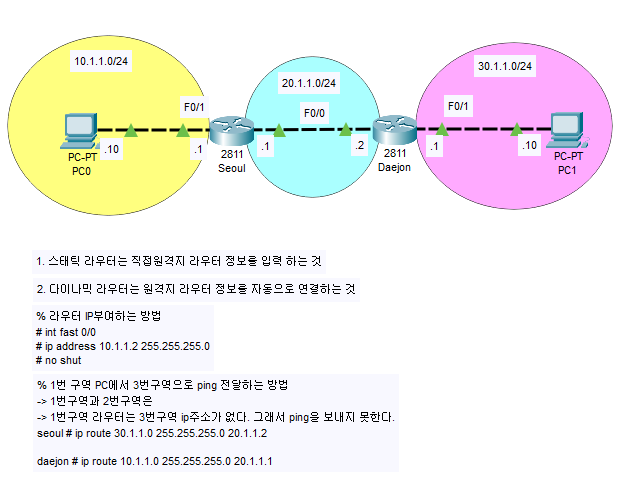 10.1.1.0/24
20.1.1.0/24
30.1.1.0/24
F0/1
F0/0
F0/1
.10
.1
.1
.2
.1
.10
PC-PT
PC0
2811
Seoul
2811
Daejon
PC-PT
PC1
1. 스태틱 라우터는 직접원격지 라우터 정보를 입력 하는 것
2. 다이나믹 라우터는 원격지 라우터 정보를 자동으로 연결하는 것
% 라우터 IP부여하는 방법
# int fast 0/0
# ip address 10.1.1.2 255.255.255.0
# no shut
% 1번 구역 PC에서 3번구역으로 ping 전달하는 방법
-> 1번구역과 2번구역은
-> 1번구역 라우터는 3번구역 ip주소가 없다. 그래서 ping을 보내지 못한다.
seoul # ip route 30.1.1.0 255.255.255.0 20.1.1.2
daejon # ip route 10.1.1.0 255.255.255.0 20.1.1.1